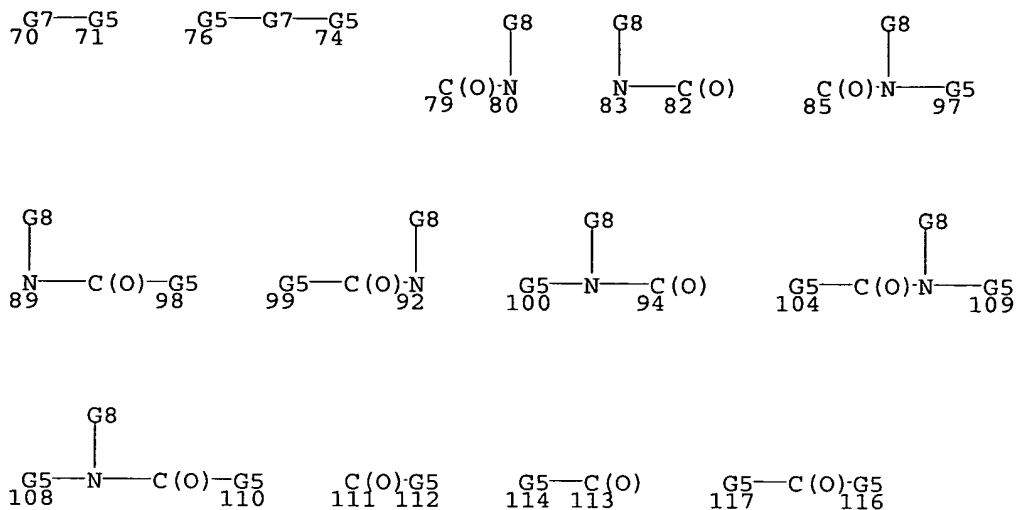 G7—G5 G5—G7—G5 G8 G8 G8
70 71 76 74
C(O)-N N—C(O) C(O)-N—G5
79 80 83 82 85 97
G8 G8 G8 G8
N—C(O)—G5 G5—C(O)-N G5—N—C(O) G5—C(O)-N—G5
89 98 99 92 100 94 104 109
G8
G5—N—C(O)—G5 C(O)-G5 G5—C(O) G5—C(O)-G5
108 110 111 112 114 113 117 116